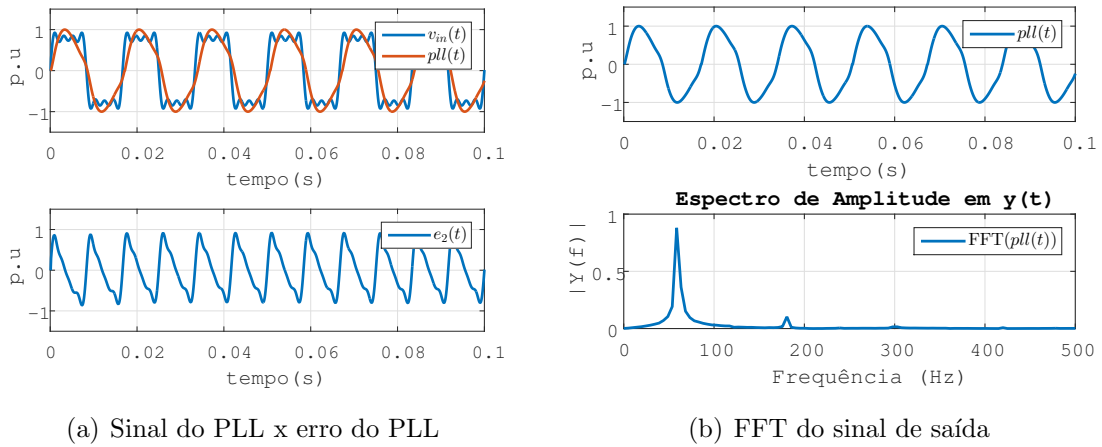 1
0
−1
p.u
v_in(t)
pll(t)
0 0.02 0.04 0.06 0.08 0.1
tempo(s)
1
0
−1
p.u
e_2(t)
0 0.02 0.04 0.06 0.08 0.1
tempo(s)
(a) Sinal do PLL x erro do PLL
1
0
−1
p.u
pll(t)
0 0.02 0.04 0.06 0.08 0.1
tempo(s)
Espectro de Amplitude em y(t)
1
0.5
0
|Y(f)|
FFT(pll(t))
0 100 200 300 400 500
Frequência (Hz)
(b) FFT do sinal de saída